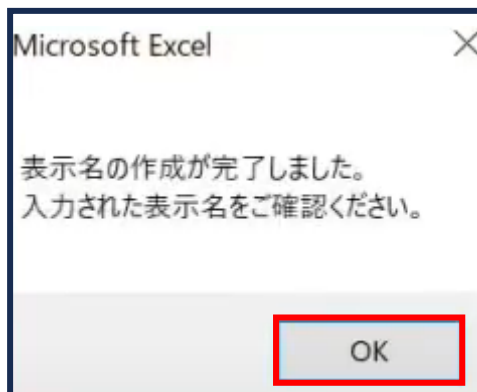 Microsoft Excel
表示名の作成が完了しました。
入力された表示名をご確認ください。
OK